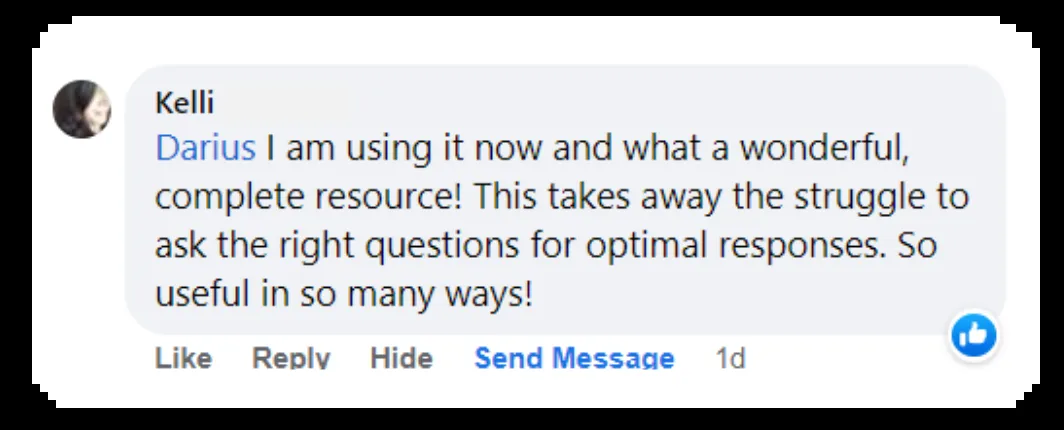 Kelli
Darius I am using it now and what a wonderful,
complete resource! This takes away the struggle to
ask the right questions for optimal responses. So
useful in so many ways!
Like Reply Hide Send Message 1d